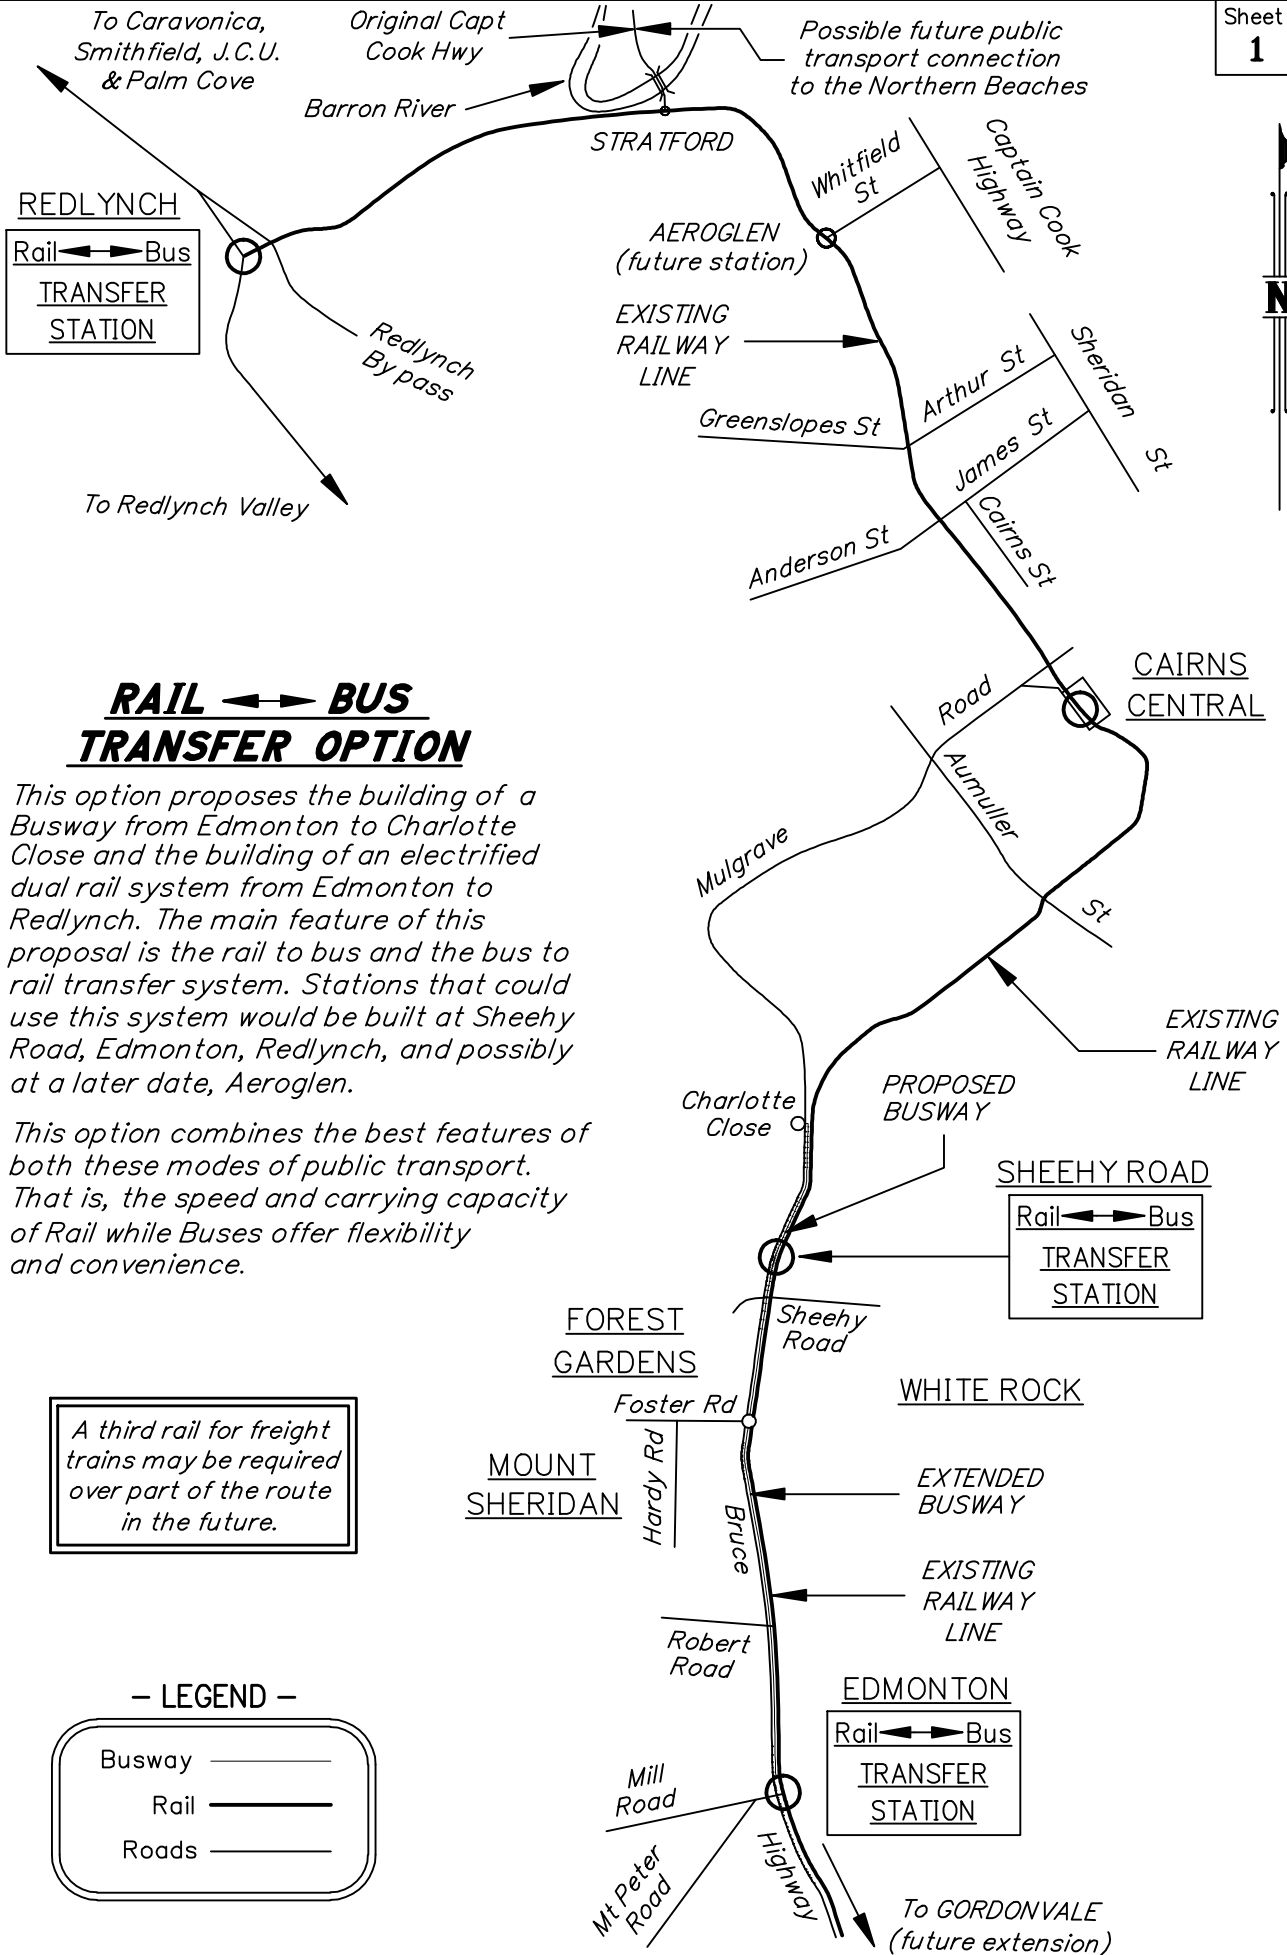 Sheet
1
To Caravonica,
Smithfield, J.C.U.
& Palm Cove
Original Capt
Cook Hwy
Possible future public
transport connection
to the Northern Beaches
Barron River
STRATFORD
Whitfield
St
Captain Cook
Highway
REDLYNCH
Rail Bus
TRANSFER
STATION
AEROGLEN
(future station)
N
EXISTING
RAILWAY
LINE
Redlynch
By pass
Sheridan St
Arthur St
Greenslopes St
James St
To Redlynch Valley
Cairns St
Anderson St
CAIRNS
CENTRAL
RAIL BUS
TRANSFER OPTION
This option proposes the building of a
Busway from Edmonton to Charlotte
Close and the building of an electrified
dual rail system from Edmonton to
Redlynch. The main feature of this
proposal is the rail to bus and the bus to
rail transfer system. Stations that could
use this system would be built at Sheehy
Road, Edmonton, Redlynch, and possibly
at a later date, Aeroglen.
This option combines the best features of
both these modes of public transport.
That is, the speed and carrying capacity
of Rail while Buses offer flexibility
and convenience.
Mulgrave Road
Aumuller St
EXISTING
RAILWAY
LINE
PROPOSED
BUSWAY
Charlotte
Close
SHEEHY ROAD
Rail Bus
TRANSFER
STATION
Sheehy
Road
FOREST
GARDENS
WHITE ROCK
Foster Rd
Hardy Rd
MOUNT
SHERIDAN
EXTENDED
BUSWAY
Bruce
EXISTING
RAILWAY
LINE
A third rail for freight
trains may be required
over part of the route
in the future.
Robert
Road
EDMONTON
Rail Bus
TRANSFER
STATION
– LEGEND –
Busway
Rail
Roads
Mill
Road
Mt Peter
Road
Highway
To GORDONVALE
(future extension)